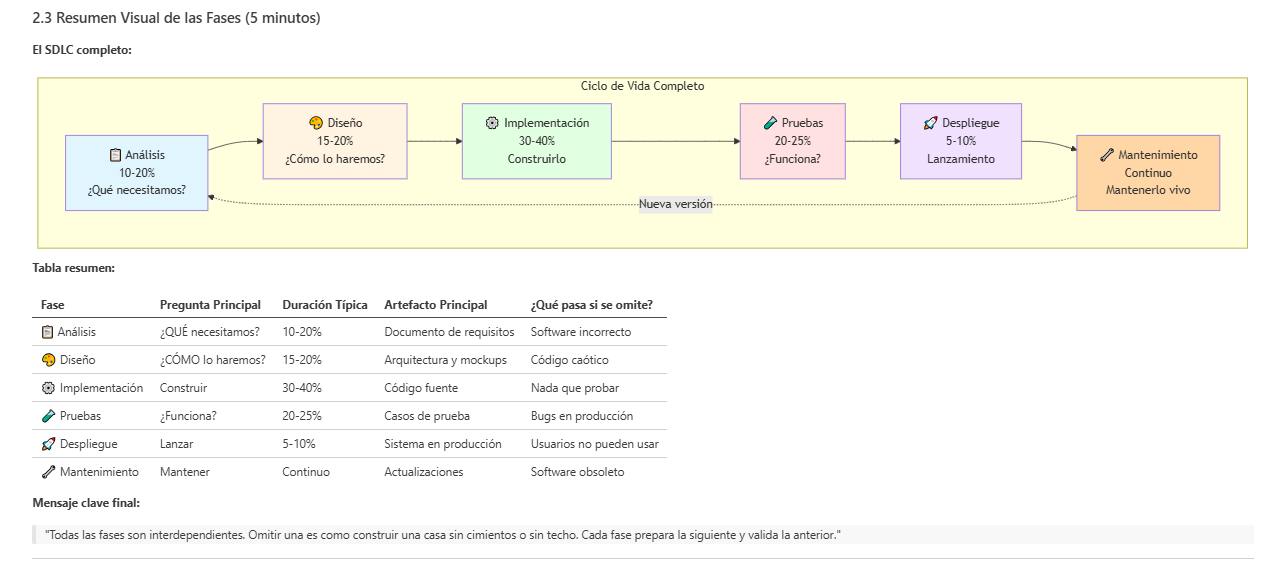 2.3 Resumen Visual de las Fases (5 minutos)
El SDLC completo:
Ciclo de Vida Completo
📋 Análisis
10-20%
¿Qué necesitamos?
🎨 Diseño
15-20%
¿Cómo lo haremos?
⚙️ Implementación
30-40%
Construirlo
🧪 Pruebas
20-25%
¿Funciona?
🚀 Despliegue
5-10%
Lanzamiento
🔧 Mantenimiento
Continuo
Mantenerlo vivo
Nueva versión
Tabla resumen:
Fase Pregunta Principal Duración Típica Artefacto Principal ¿Qué pasa si se omite?
📋 Análisis ¿QUÉ necesitamos? 10-20% Documento de requisitos Software incorrecto
🎨 Diseño ¿CÓMO lo haremos? 15-20% Arquitectura y mockups Código caótico
⚙️ Implementación Construir 30-40% Código fuente Nada que probar
🧪 Pruebas ¿Funciona? 20-25% Casos de prueba Bugs en producción
🚀 Despliegue Lanzar 5-10% Sistema en producción Usuarios no pueden usar
🔧 Mantenimiento Mantener Continuo Actualizaciones Software obsoleto
Mensaje clave final:
"Todas las fases son interdependientes. Omitir una es como construir una casa sin cimientos o sin techo. Cada fase prepara la siguiente y valida la anterior."